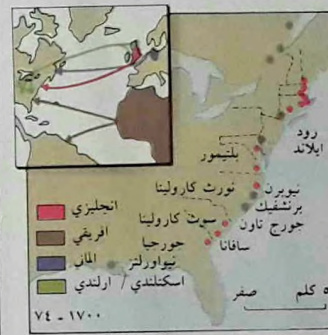 رود
ايلاند
بلتيمور
نورث كارولينا
نيوبرن
برنشفيك
سوث كارولينا
جورج تاون
جورجيا
سافانا
نيواورلنز
انجليزي
افريقي
الماني
اسكتلندي / ارلندي
كلم صفر
١٧٠٠ - ٧٤